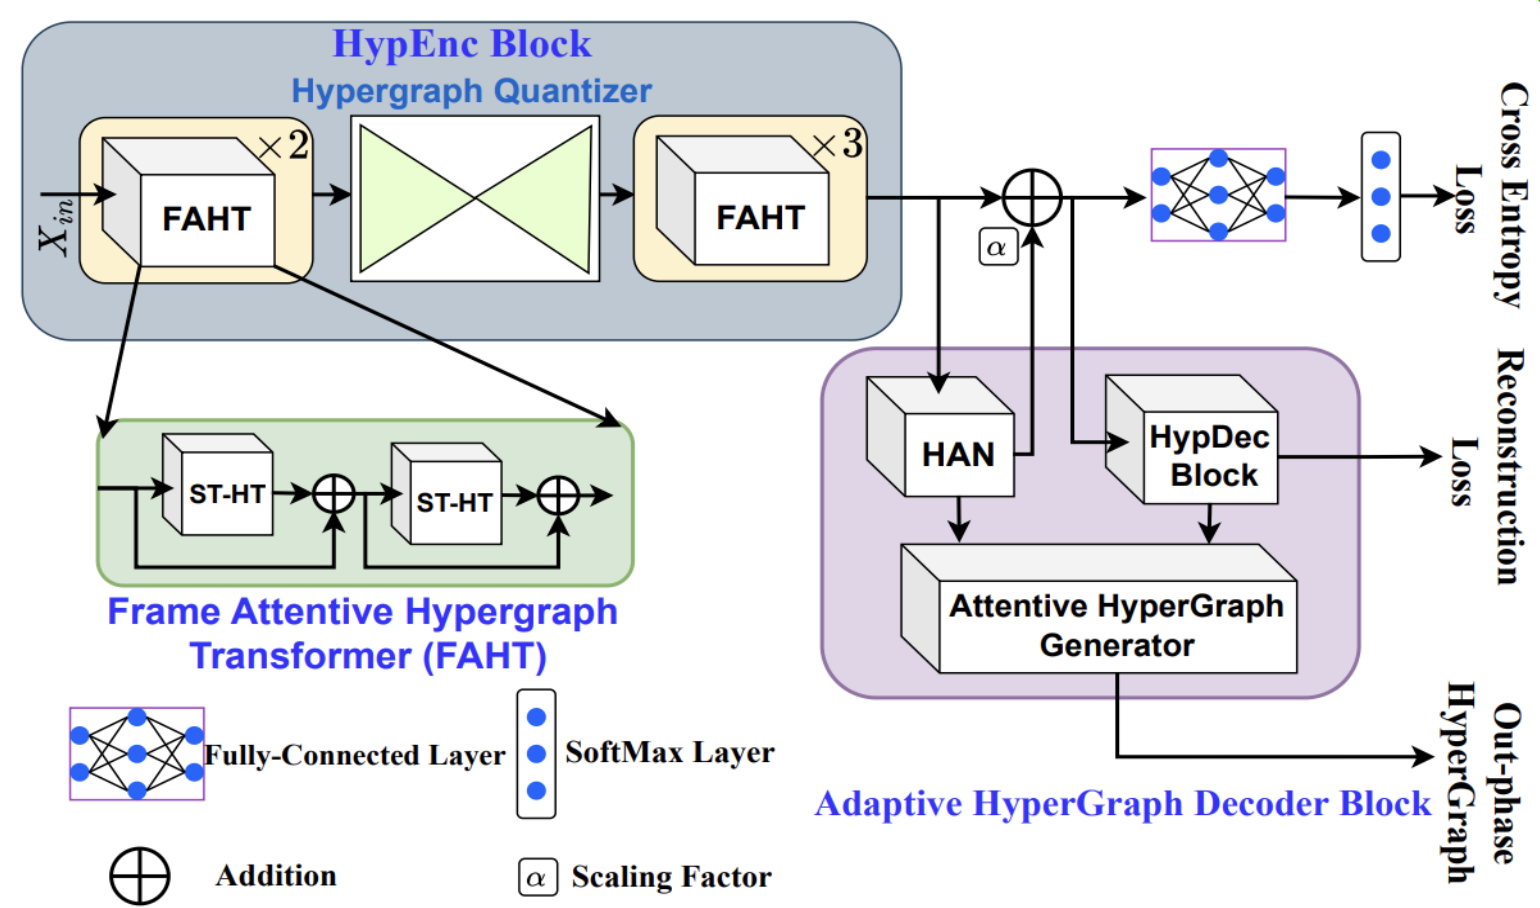 HypEnc Block
Hypergraph Quantizer
×2
×3
FAHT
FAHT
X_in
α
Cross Entropy
Loss
HAN
HypDec
Block
Reconstruction
Loss
ST-HT
ST-HT
Attentive HyperGraph
Generator
Frame Attentive Hypergraph
Transformer (FAHT)
Out-phase
HyperGraph
Fully-Connected Layer
SoftMax Layer
Adaptive HyperGraph Decoder Block
Addition
α
Scaling Factor